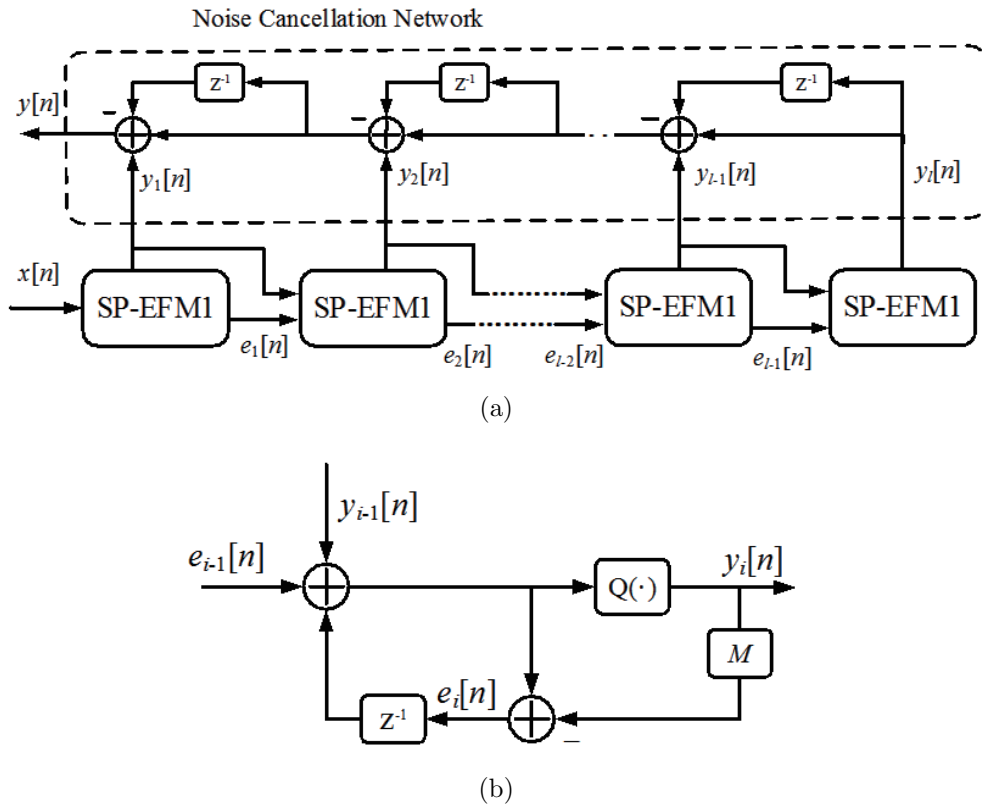 Noise Cancellation Network
z⁻¹ z⁻¹ z⁻¹
y[n] − − −
y₁[n] y₂[n] yₗ₋₁[n] yₗ[n]
x[n]
SP-EFM1 SP-EFM1 SP-EFM1 SP-EFM1
e₁[n] e₂[n] eₗ₋₂[n] eₗ₋₁[n]
(a)
yᵢ₋₁[n]
eᵢ₋₁[n] Q(·) yᵢ[n]
M
eᵢ[n]
z⁻¹ −
(b)